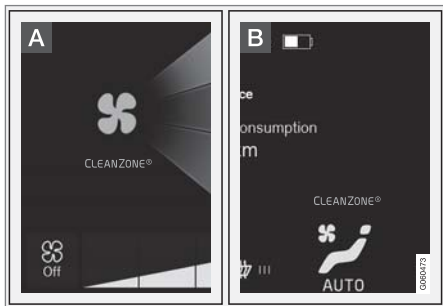 A
CLEANZONE®
Off
B
ce
onsumption
m
CLEANZONE®
AUTO
G060473